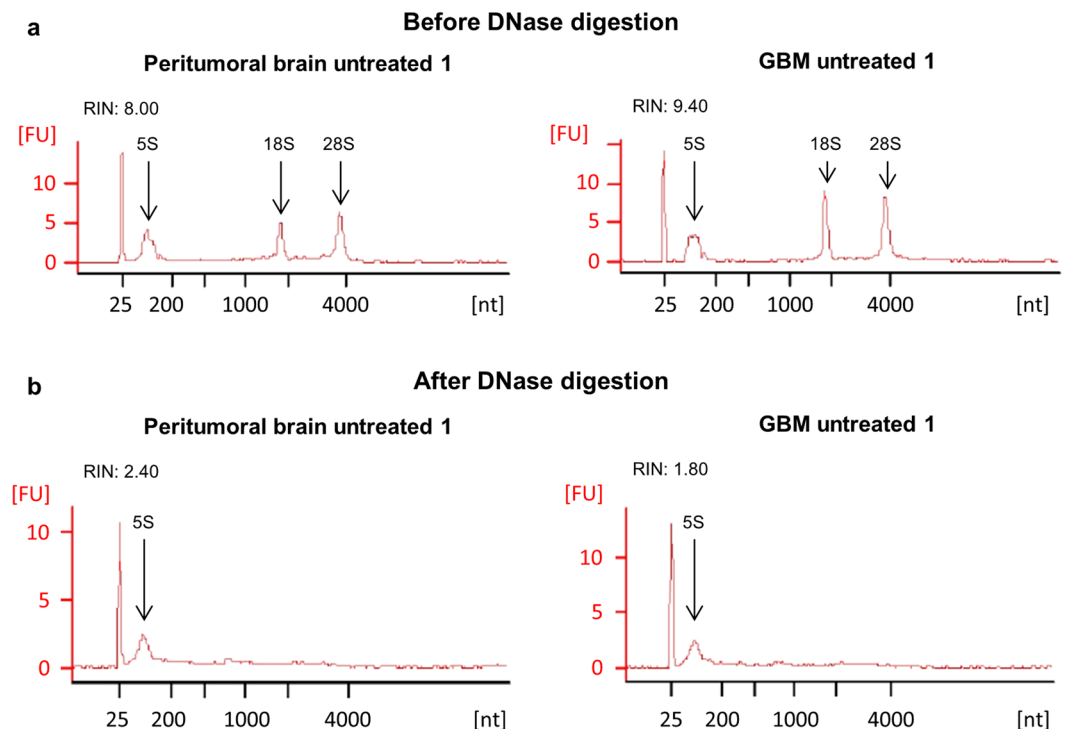 a
Before DNase digestion
Peritumoral brain untreated 1
RIN: 8.00
[FU]
5S
18S
28S
10
5
0
25
200
1000
4000
[nt]
GBM untreated 1
RIN: 9.40
[FU]
5S
18S
28S
10
5
0
25
200
1000
4000
[nt]
b
After DNase digestion
Peritumoral brain untreated 1
RIN: 2.40
[FU]
5S
10
5
0
25
200
1000
4000
[nt]
GBM untreated 1
RIN: 1.80
[FU]
5S
10
5
0
25
200
1000
4000
[nt]